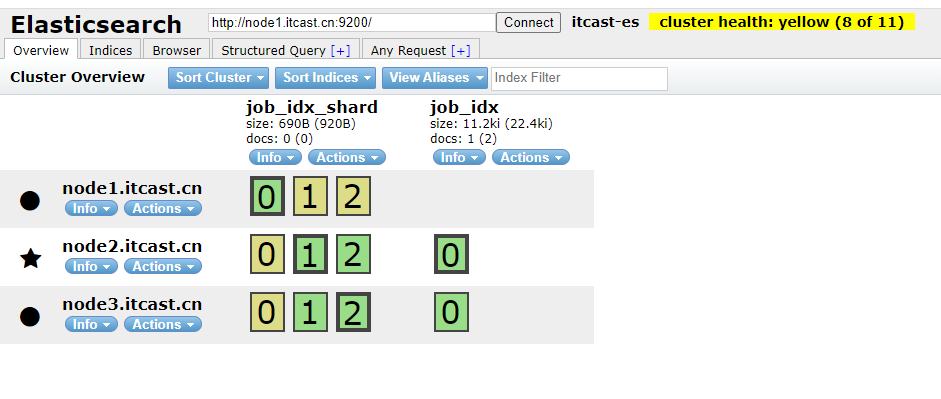 Elasticsearch http://node1.itcast.cn:9200/ Connect itcast-es cluster health: yellow (8 of 11)
Overview Indices Browser Structured Query [+] Any Request [+]
Cluster Overview Sort Cluster Sort Indices View Aliases Index Filter
job_idx_shard job_idx
size: 690B (920B) size: 11.2ki (22.4ki)
docs: 0 (0) docs: 1 (2)
Info Actions Info Actions
node1.itcast.cn 0 1 2
Info Actions
node2.itcast.cn 0 1 2 0
Info Actions
node3.itcast.cn 0 1 2 0
Info Actions